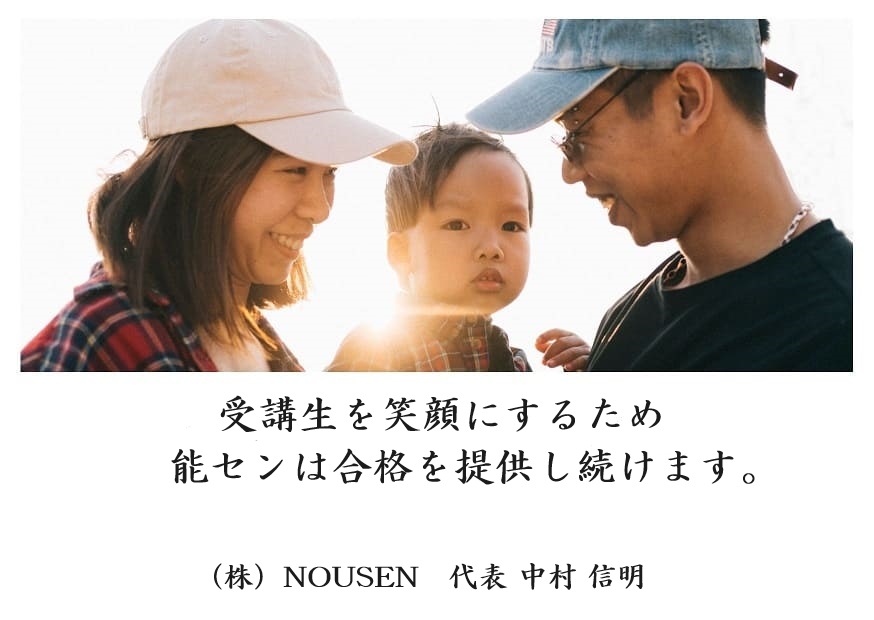 受講生を笑顔にするため
能センは合格を提供し続けます。
（株）NOUSEN　代表 中村 信明